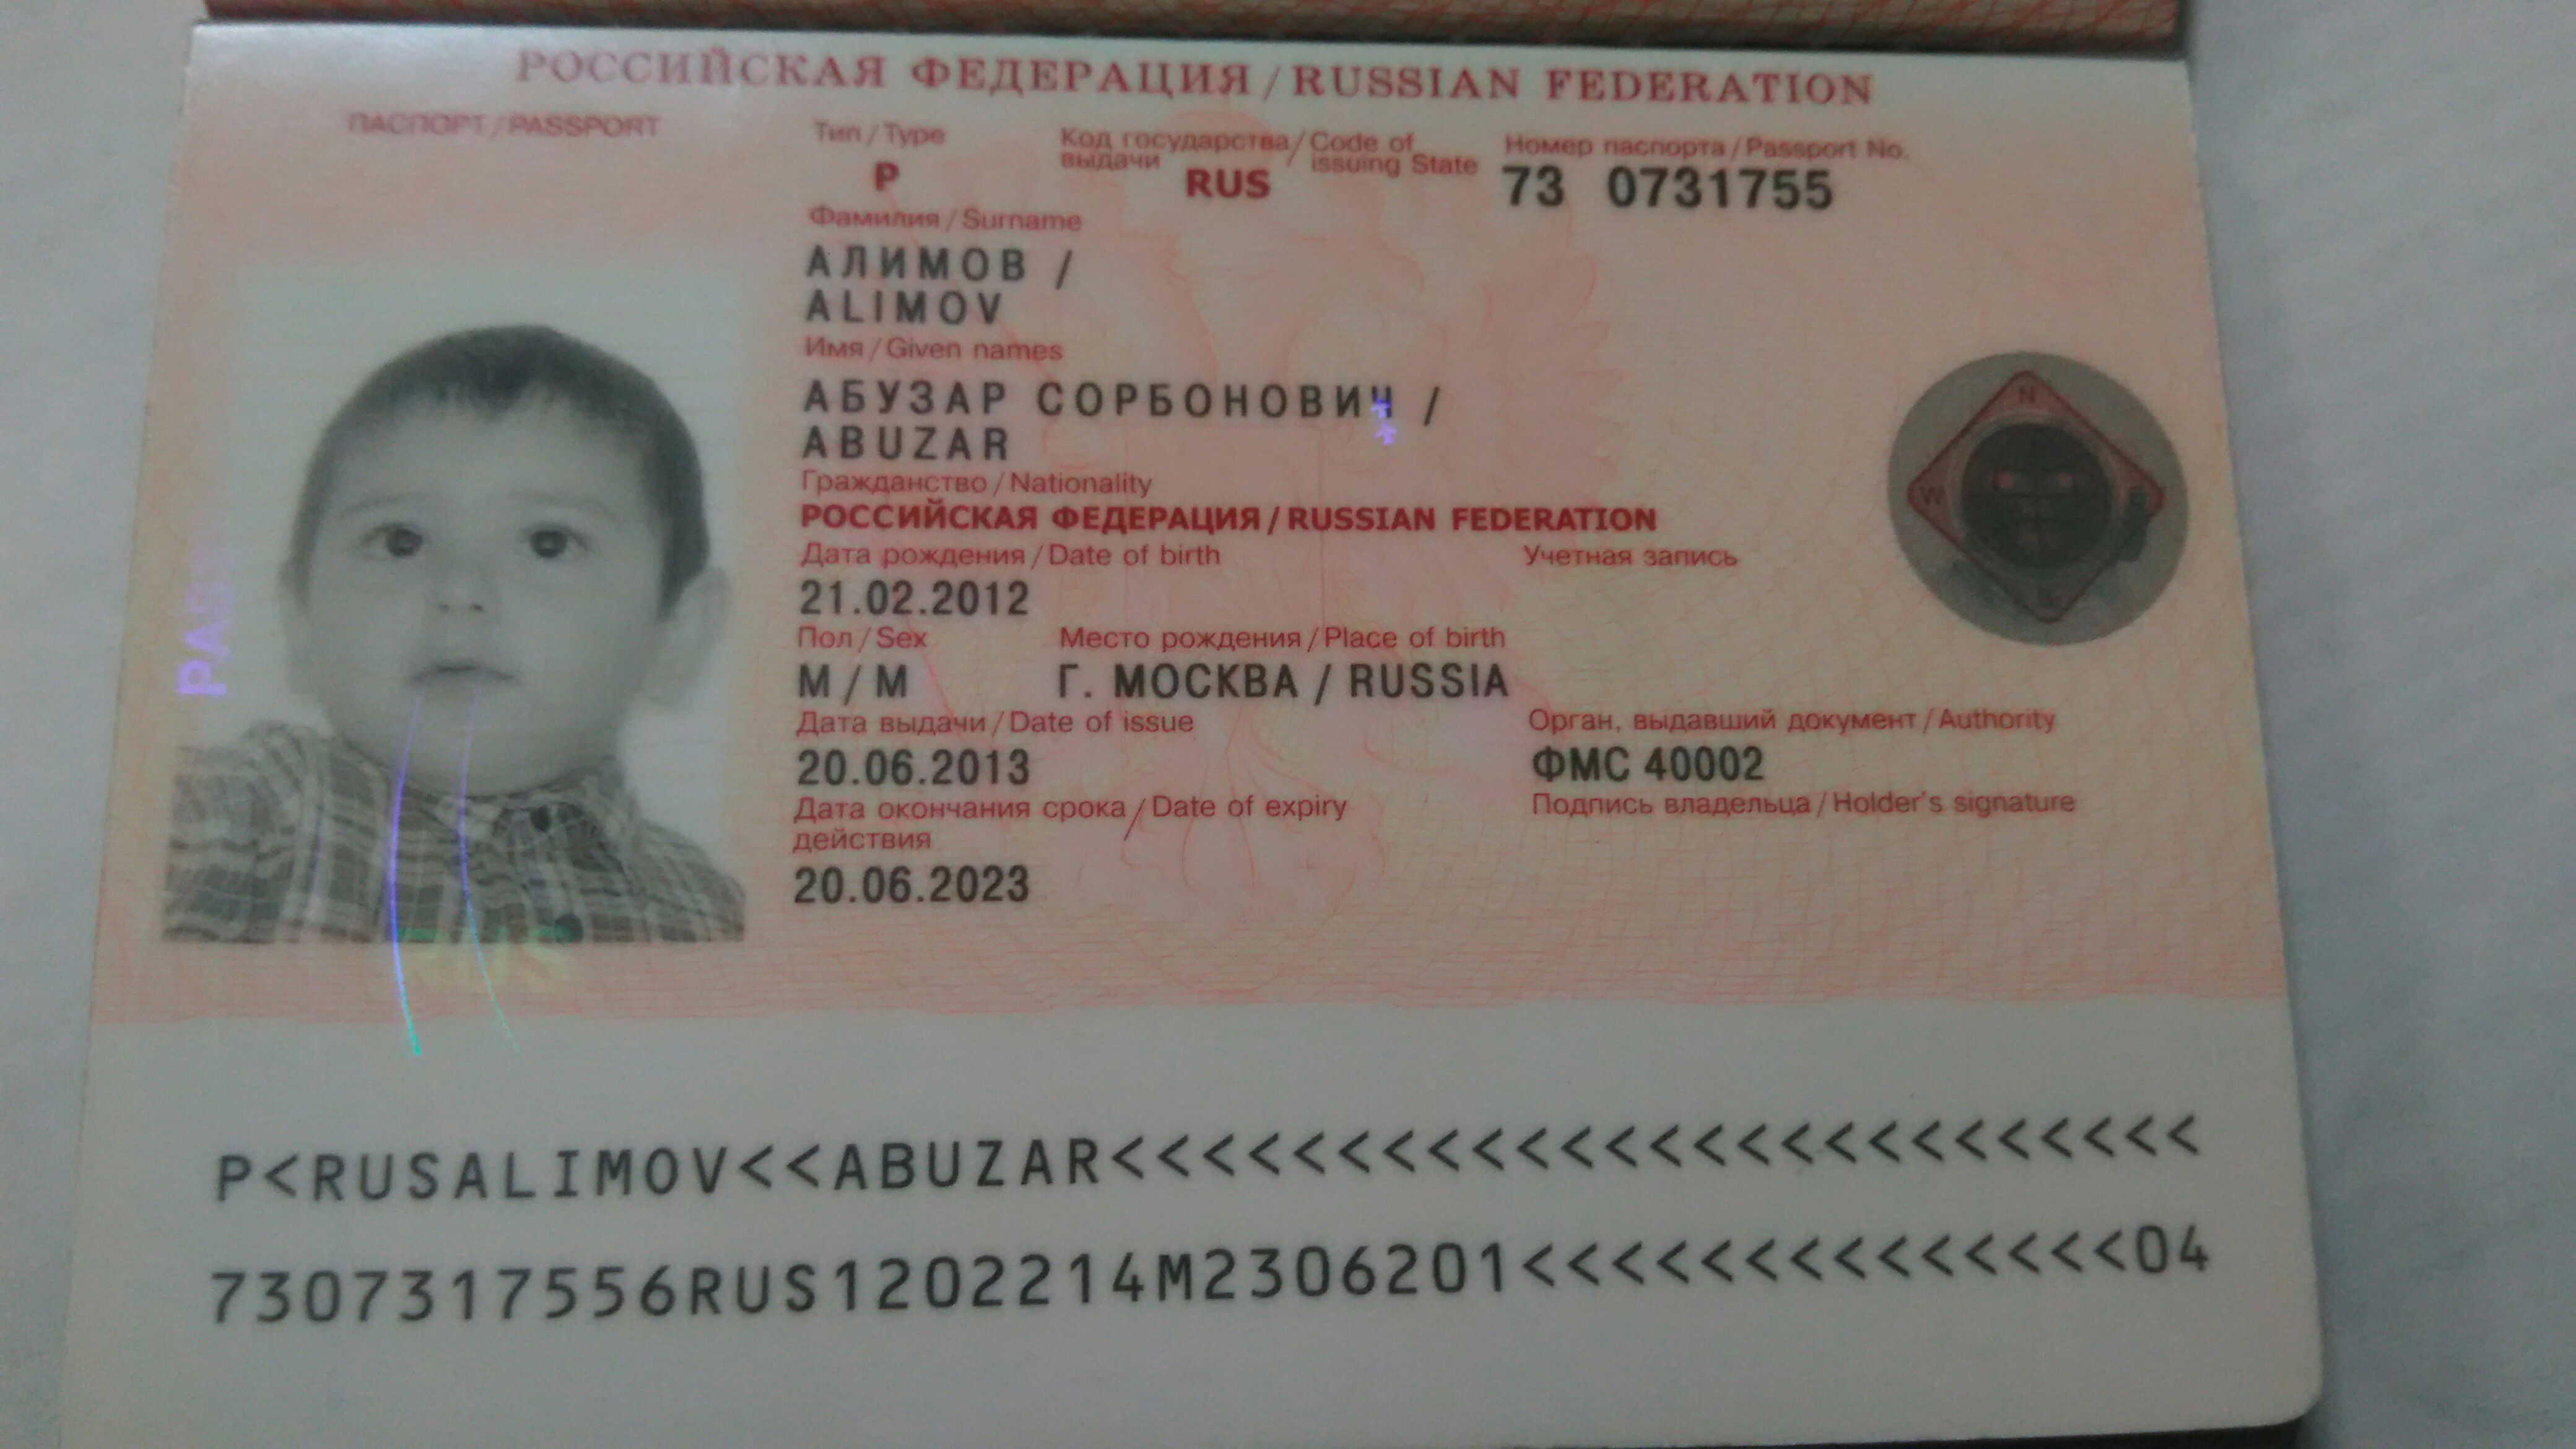 РОССИЙСКАЯ ФЕДЕРАЦИЯ / RUSSIAN FEDERATION
ПАСПОРТ / PASSPORT
Тип / Type
P
Код государства / Code of
выдачи issuing State
RUS
Номер паспорта / Passport No.
73 0731755
Фамилия / Surname
АЛИМОВ /
ALIMOV
Имя / Given names
АБУЗАР СОРБОНОВИЧ /
ABUZAR
Гражданство / Nationality
РОССИЙСКАЯ ФЕДЕРАЦИЯ / RUSSIAN FEDERATION
Дата рождения / Date of birth
21.02.2012
Учетная запись
Пол / Sex
М / M
Место рождения / Place of birth
Г. МОСКВА / RUSSIA
Дата выдачи / Date of issue
20.06.2013
Орган, выдавший документ / Authority
ФМС 40002
Дата окончания срока / Date of expiry
действия
20.06.2023
Подпись владельца / Holder's signature
PAS
RUS
N
W
P<RUSALIMOV<<ABUZAR<<<<<<<<<<<<<<<<<<<<<<<<<
7307317556RUS1202214M2306201<<<<<<<<<<<<<<04